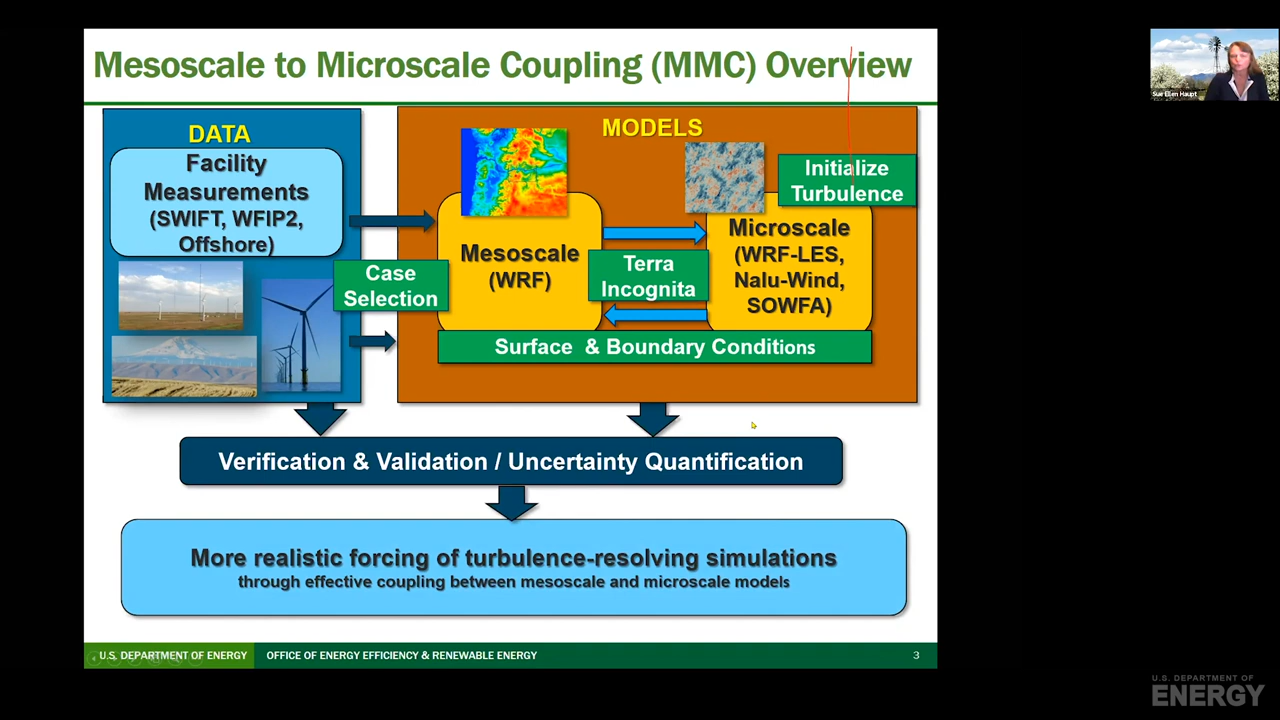 Mesoscale to Microscale Coupling (MMC) Overview
DATA
Facility
Measurements
(SWIFT, WFIP2,
Offshore)
Case
Selection
MODELS
Mesoscale
(WRF)
Terra
Incognita
Initialize
Turbulence
Microscale
(WRF-LES,
Nalu-Wind,
SOWFA)
Surface & Boundary Conditions
Verification & Validation / Uncertainty Quantification
More realistic forcing of turbulence-resolving simulations
through effective coupling between mesoscale and microscale models
U.S. DEPARTMENT OF ENERGY
OFFICE OF ENERGY EFFICIENCY & RENEWABLE ENERGY
3
Sue Ellen Haupt
U.S. DEPARTMENT OF
ENERGY